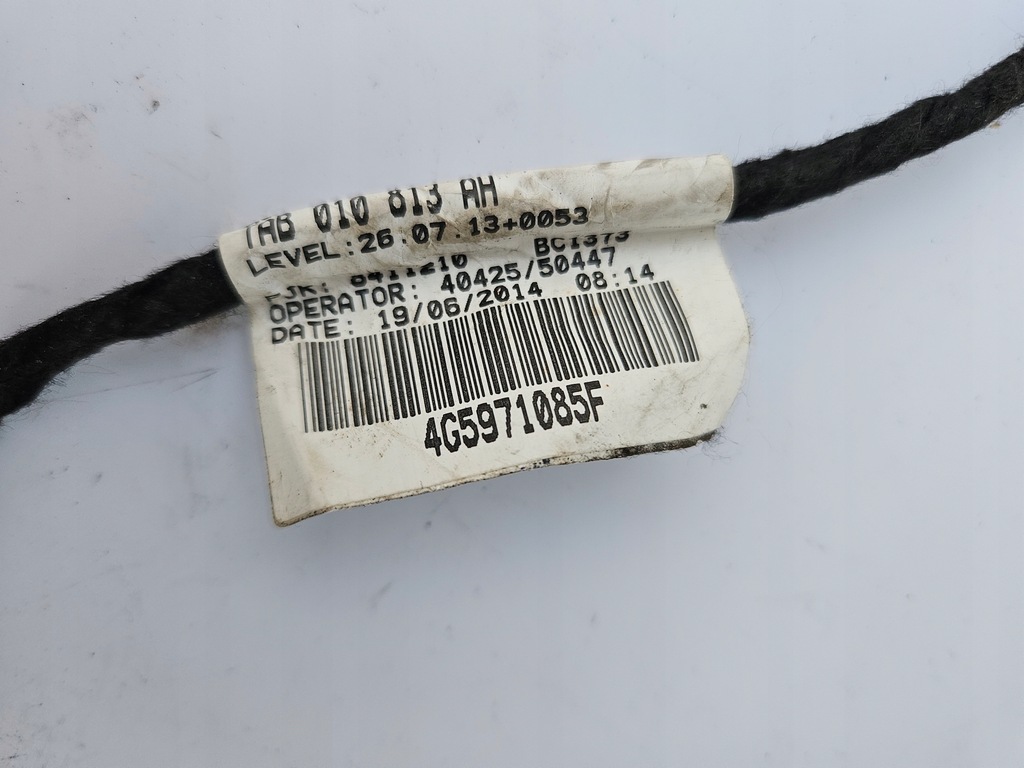 TAB 010 813 AH
LEVEL:26.07.13+0053
BC1373
OPERATOR: 40425/50447
DATE: 19/06/2014 08:14
4G5971085F